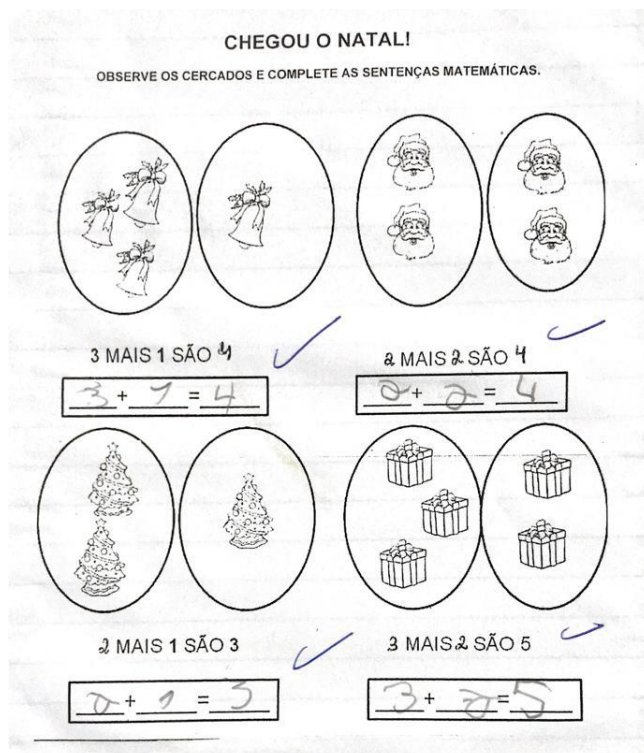 CHEGOU O NATAL!
OBSERVE OS CERCADOS E COMPLETE AS SENTENÇAS MATEMÁTICAS.
3 MAIS 1 SÃO 4
2 MAIS 2 SÃO 4
3 + 1 = 4
2 + 2 = 4
2 MAIS 1 SÃO 3
3 MAIS 2 SÃO 5
2 + 1 = 3
3 + 2 = 5